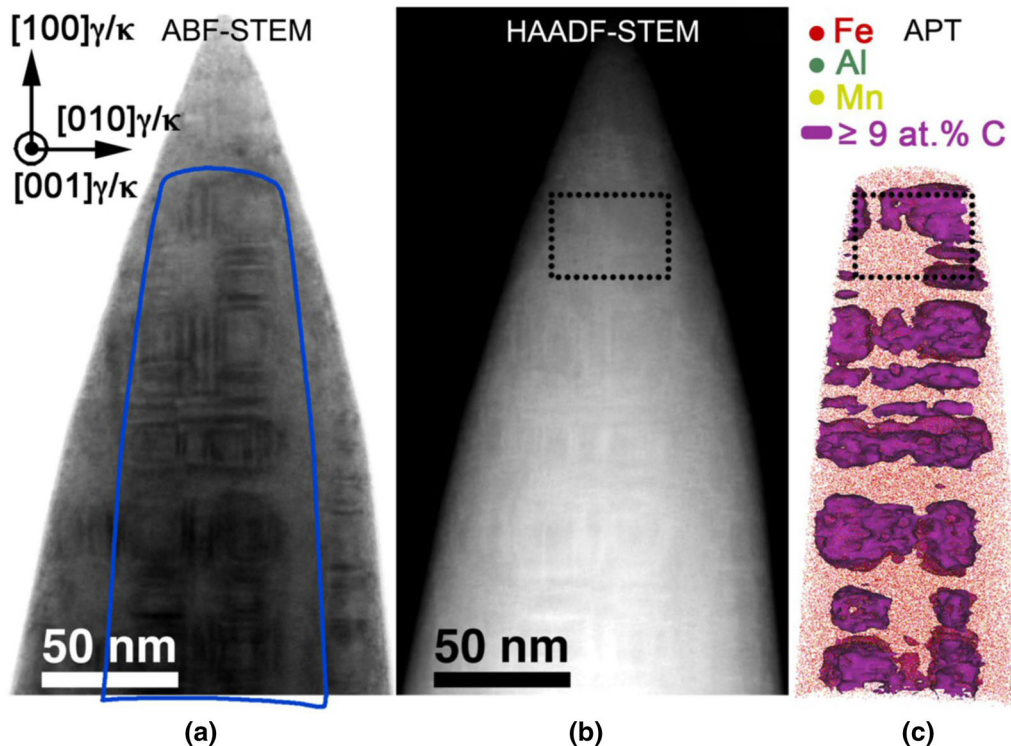 [100]γ/κ
ABF-STEM
[010]γ/κ
[001]γ/κ
50 nm
(a)
HAADF-STEM
50 nm
(b)
Fe
APT
Al
Mn
≥ 9 at.% C
(c)